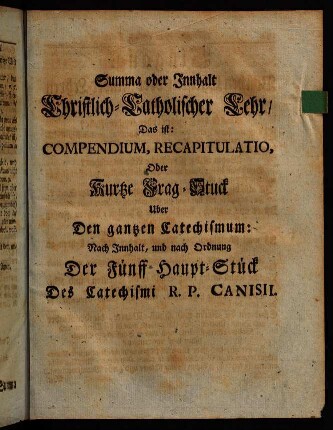 Summa oder Innhalt
Christlich-Catholischer Lehr/
Das ist:
COMPENDIUM, RECAPITULATIO,
Oder
Kurtze Frag-Stuck
Uber
Den gantzen Catechismum:
Nach Innhalt, und nach Ordnung
Der Fünff-Haupt-Stück
Des Catechismi R. P. CANISII.